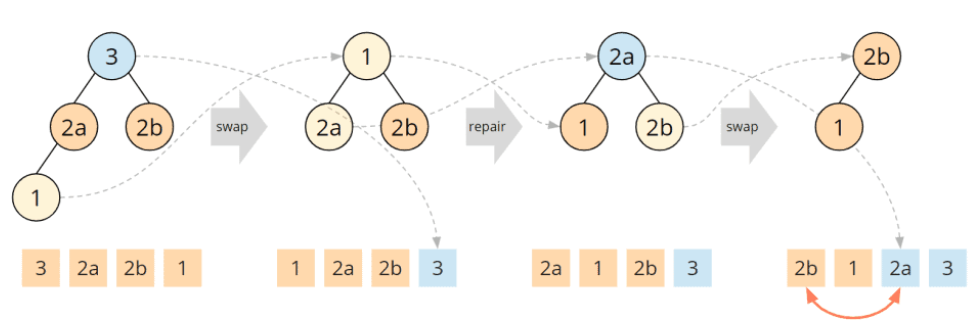 3 1 2a 2b
2a 2b swap 2a 2b repair 1 2b swap 1
1
3 2a 2b 1 1 2a 2b 3 2a 1 2b 3 2b 1 2a 3